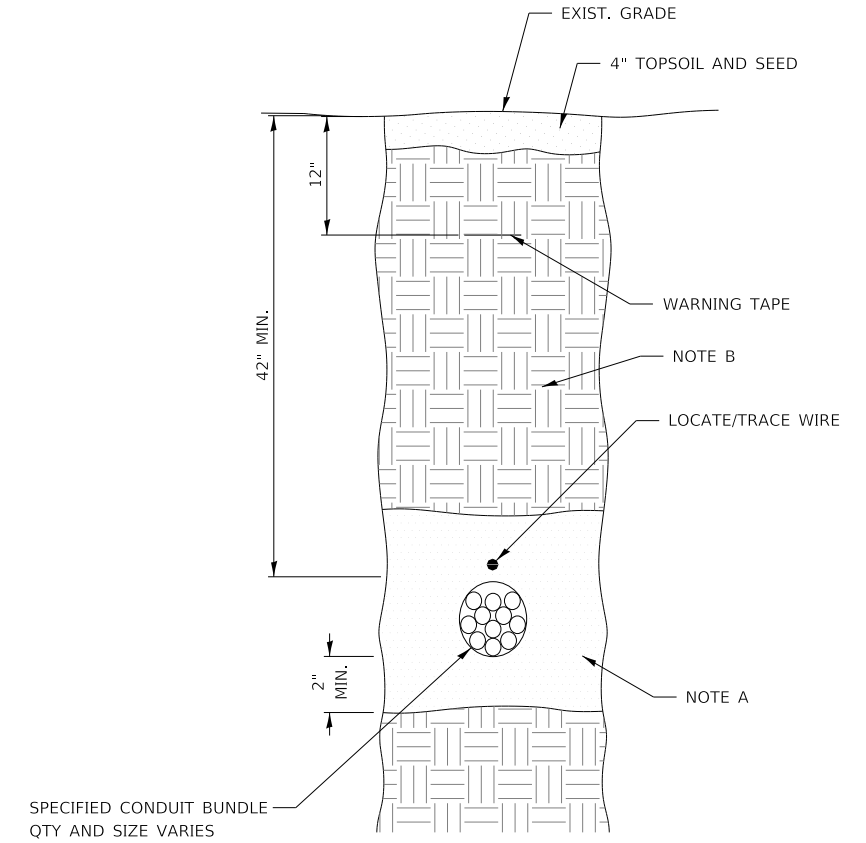 EXIST. GRADE
4" TOPSOIL AND SEED
12"
42" MIN.
WARNING TAPE
NOTE B
LOCATE/TRACE WIRE
2"
MIN.
NOTE A
SPECIFIED CONDUIT BUNDLE
QTY AND SIZE VARIES